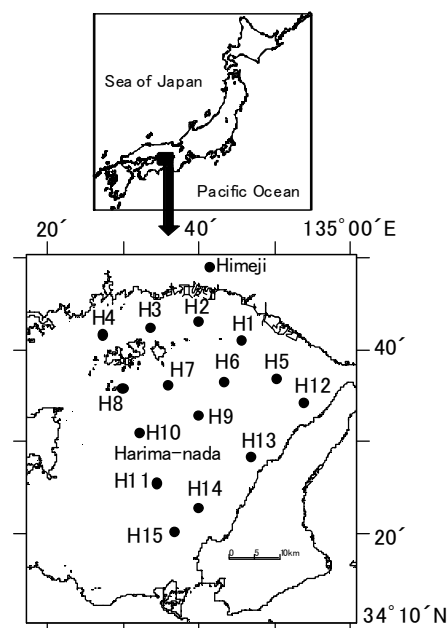 Sea of Japan
Pacific Ocean
20´ 40´ 135°00´E
Himeji
H4 H3 H2 H1
40´
H7 H6 H5
H8 H12
H9
H10
Harima-nada H13
H11
H14
H15 20´
0 5 10km
34°10´N